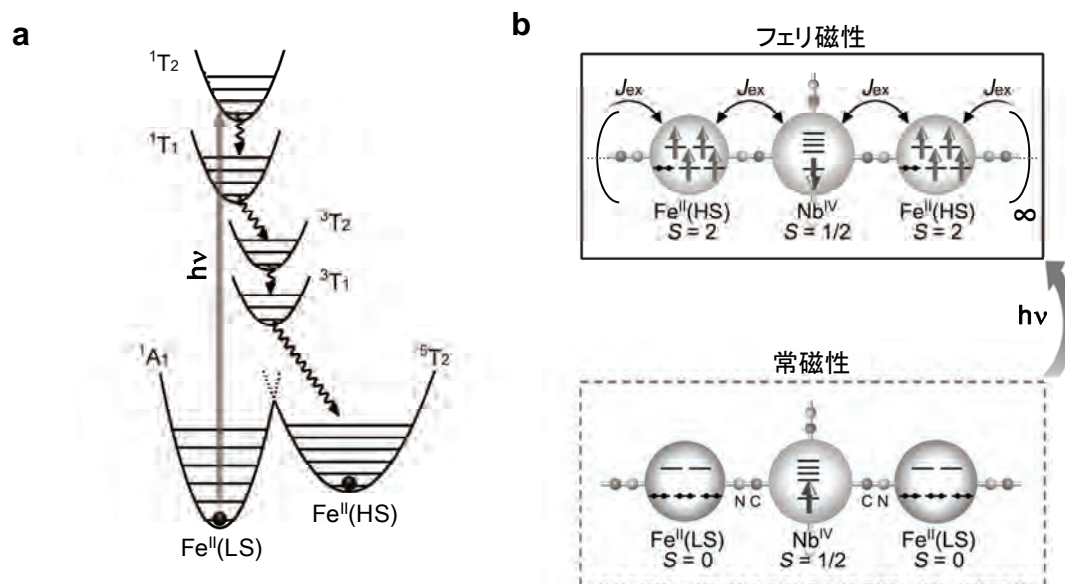 a
¹T₂
¹T₁
³T₂
³T₁
hν
¹A₁
⁵T₂
Feᴵᴵ(HS)
Feᴵᴵ(LS)
b
フェリ磁性
Jex Jex Jex Jex
Feᴵᴵ(HS) Nbᴵⱽ Feᴵᴵ(HS)
S = 2 S = 1/2 S = 2
∞
hν
常磁性
N C C N
Feᴵᴵ(LS) Nbᴵⱽ Feᴵᴵ(LS)
S = 0 S = 1/2 S = 0